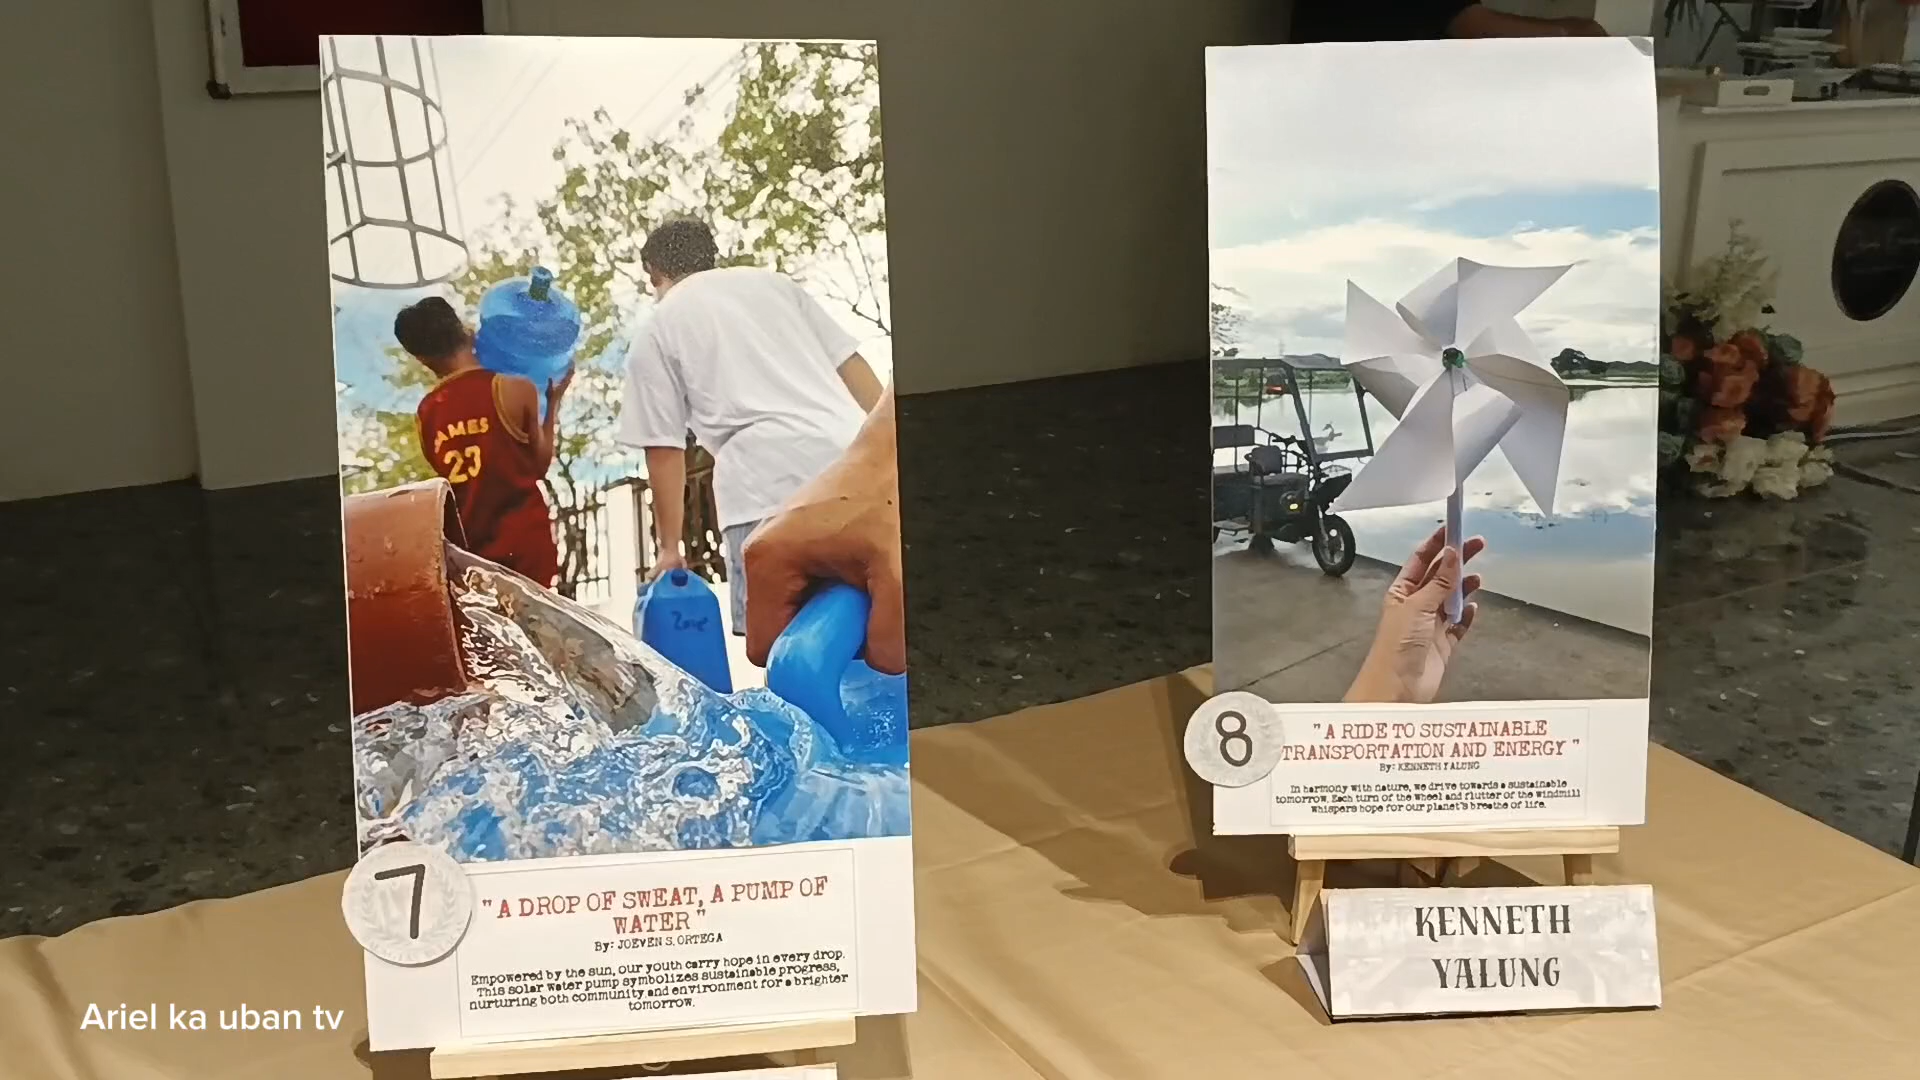 JAMES
23
7
"A DROP OF SWEAT, A PUMP OF
WATER"
By: JOEVEN S. ORTEGA
Empowered by the sun, our youth carry hope in every drop.
This solar water pump symbolizes sustainable progress,
nurturing both community and environment for a brighter
tomorrow.
8
"A RIDE TO SUSTAINABLE
TRANSPORTATION AND ENERGY"
By: KENNETH YALUNG
In harmony with nature, we drive towards a sustainable
tomorrow. Each turn of the wheel and flutter of the windmill
whispers hope for our planet's breathe of life.
KENNETH
YALUNG
Ariel ka uban tv